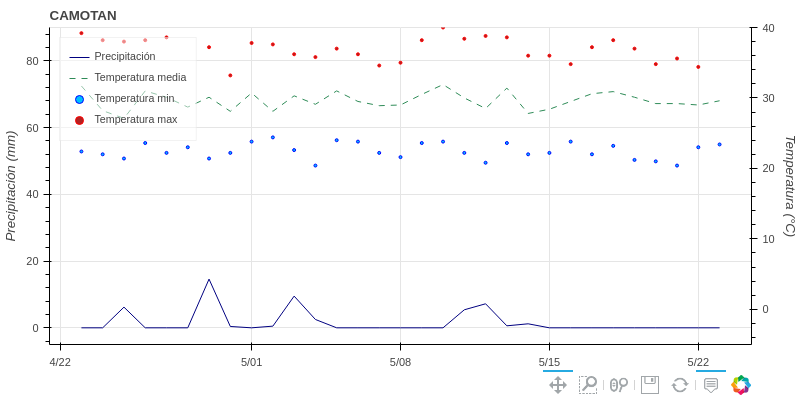 CAMOTAN
Precipitación
Temperatura media
Temperatura min
Temperatura max
80
60
40
20
0
40
30
20
10
0
Precipitación (mm)
Temperatura (°C)
4/22
5/01
5/08
5/15
5/22